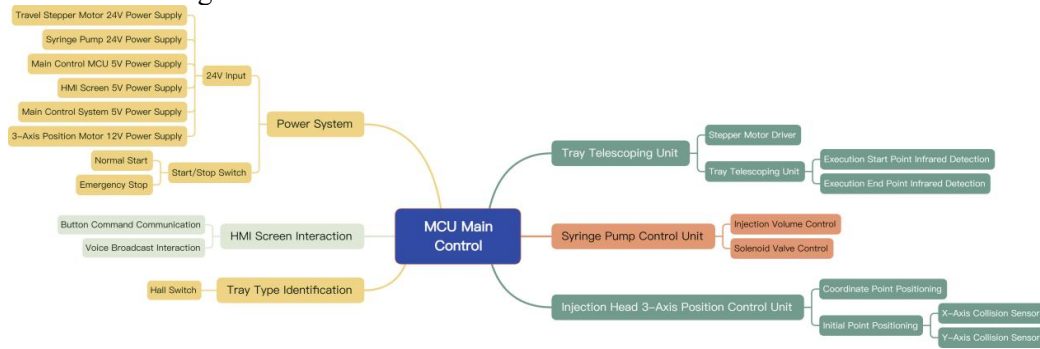 Travel Stepper Motor 24V Power Supply
Syringe Pump 24V Power Supply
Main Control MCU 5V Power Supply
HMI Screen 5V Power Supply
Main Control System 5V Power Supply
3-Axis Position Motor 12V Power Supply
24V Input
Normal Start
Emergency Stop
Start/Stop Switch
Power System
Button Command Communication
Voice Broadcast Interaction
HMI Screen Interaction
Hall Switch
Tray Type Identification
MCU Main
Control
Tray Telescoping Unit
Stepper Motor Driver
Tray Telescoping Unit
Execution Start Point Infrared Detection
Execution End Point Infrared Detection
Syringe Pump Control Unit
Injection Volume Control
Solenoid Valve Control
Injection Head 3-Axis Position Control Unit
Coordinate Point Positioning
Initial Point Positioning
X-Axis Collision Sensor
Y-Axis Collision Sensor